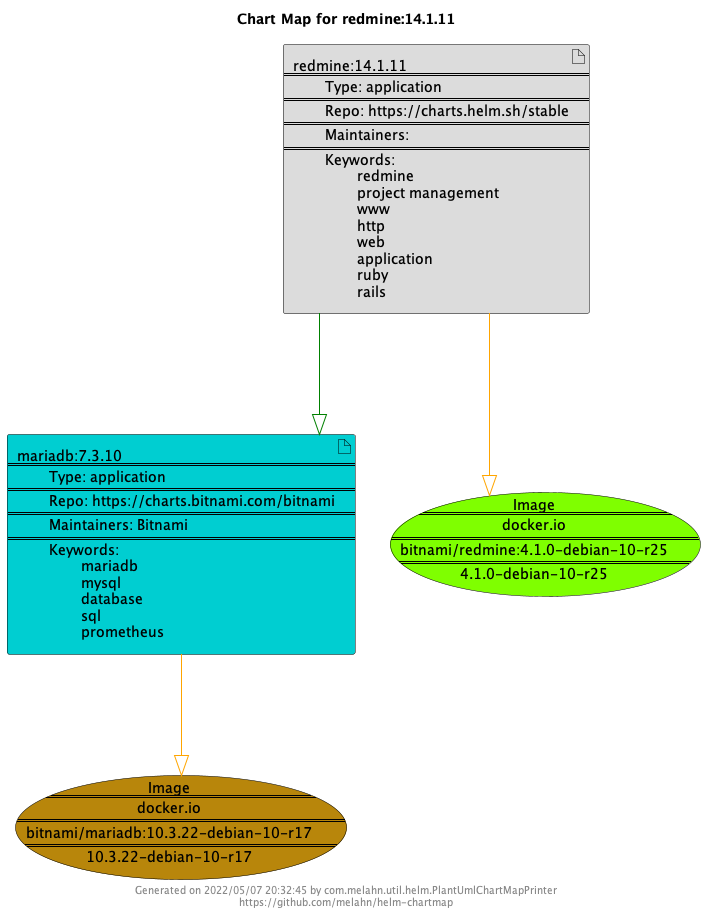 Chart Map for redmine:14.1.11
redmine:14.1.11
Type: application
Repo: https://charts.helm.sh/stable
Maintainers:
Keywords:
redmine
project management
www
http
web
application
ruby
rails
mariadb:7.3.10
Type: application
Repo: https://charts.bitnami.com/bitnami
Maintainers: Bitnami
Keywords:
mariadb
mysql
database
sql
prometheus
Image
docker.io
bitnami/redmine:4.1.0-debian-10-r25
4.1.0-debian-10-r25
Image
docker.io
bitnami/mariadb:10.3.22-debian-10-r17
10.3.22-debian-10-r17
Generated on 2022/05/07 20:32:45 by com.melahn.util.helm.PlantUmlChartMapPrinter
https://github.com/melahn/helm-chartmap